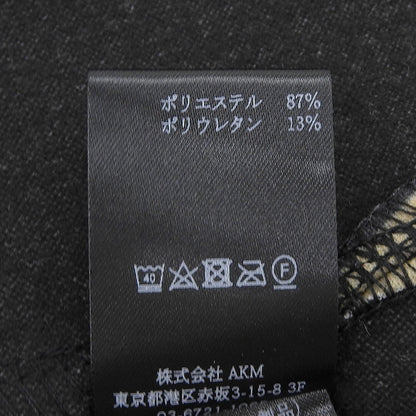 ポリエステル 87%
ポリウレタン 13%
40 F
株式会社 AKM
東京都港区赤坂3-15-8 3F